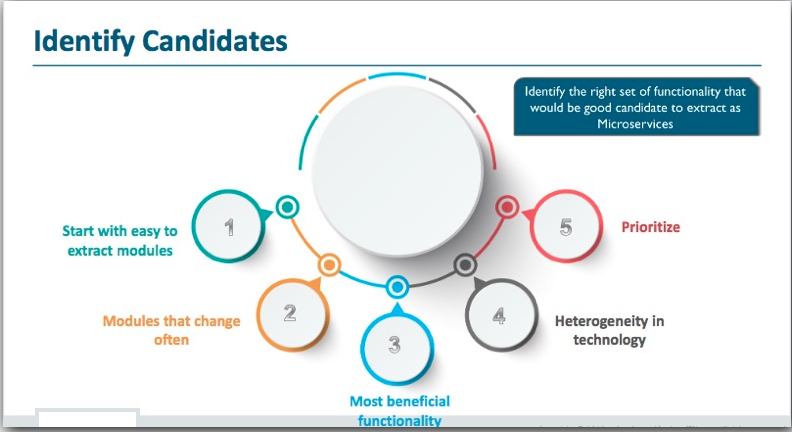 Identify Candidates
Identify the right set of functionality that
would be good candidate to extract as
Microservices
1
Start with easy to
extract modules
2
Modules that change
often
3
Most beneficial
functionality
4
Heterogeneity in
technology
5
Prioritize